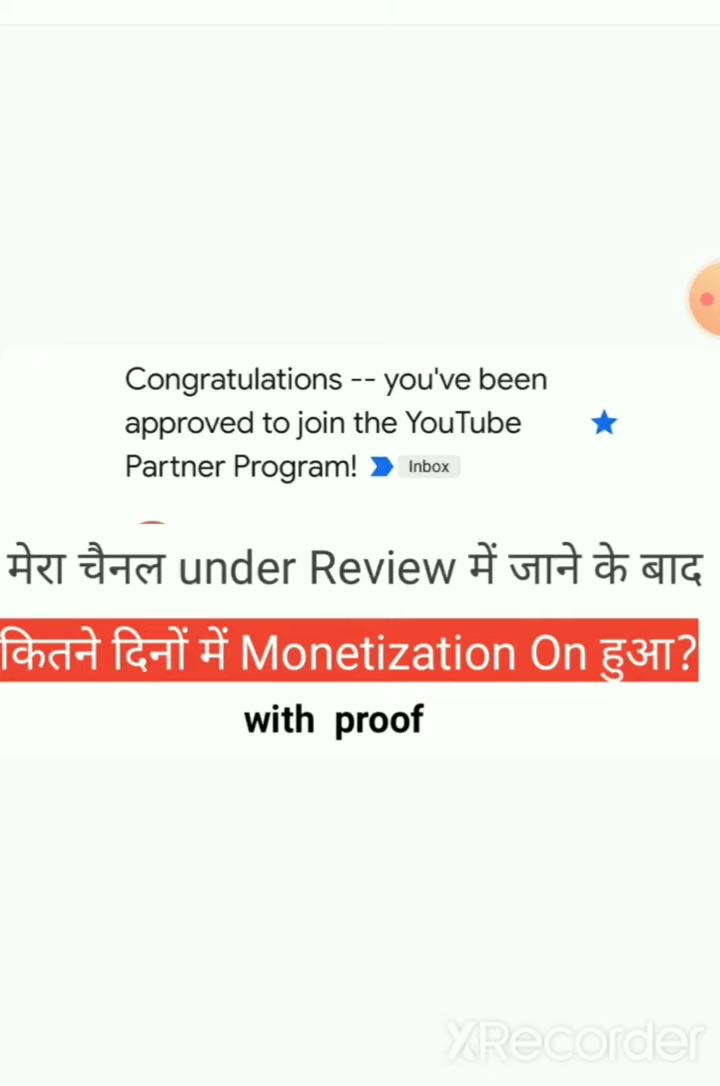 Congratulations -- you've been
approved to join the YouTube
Partner Program! Inbox
मेरा चैनल under Review में जाने के बाद
कितने दिनों में Monetization On हुआ?
with proof
XRecorder